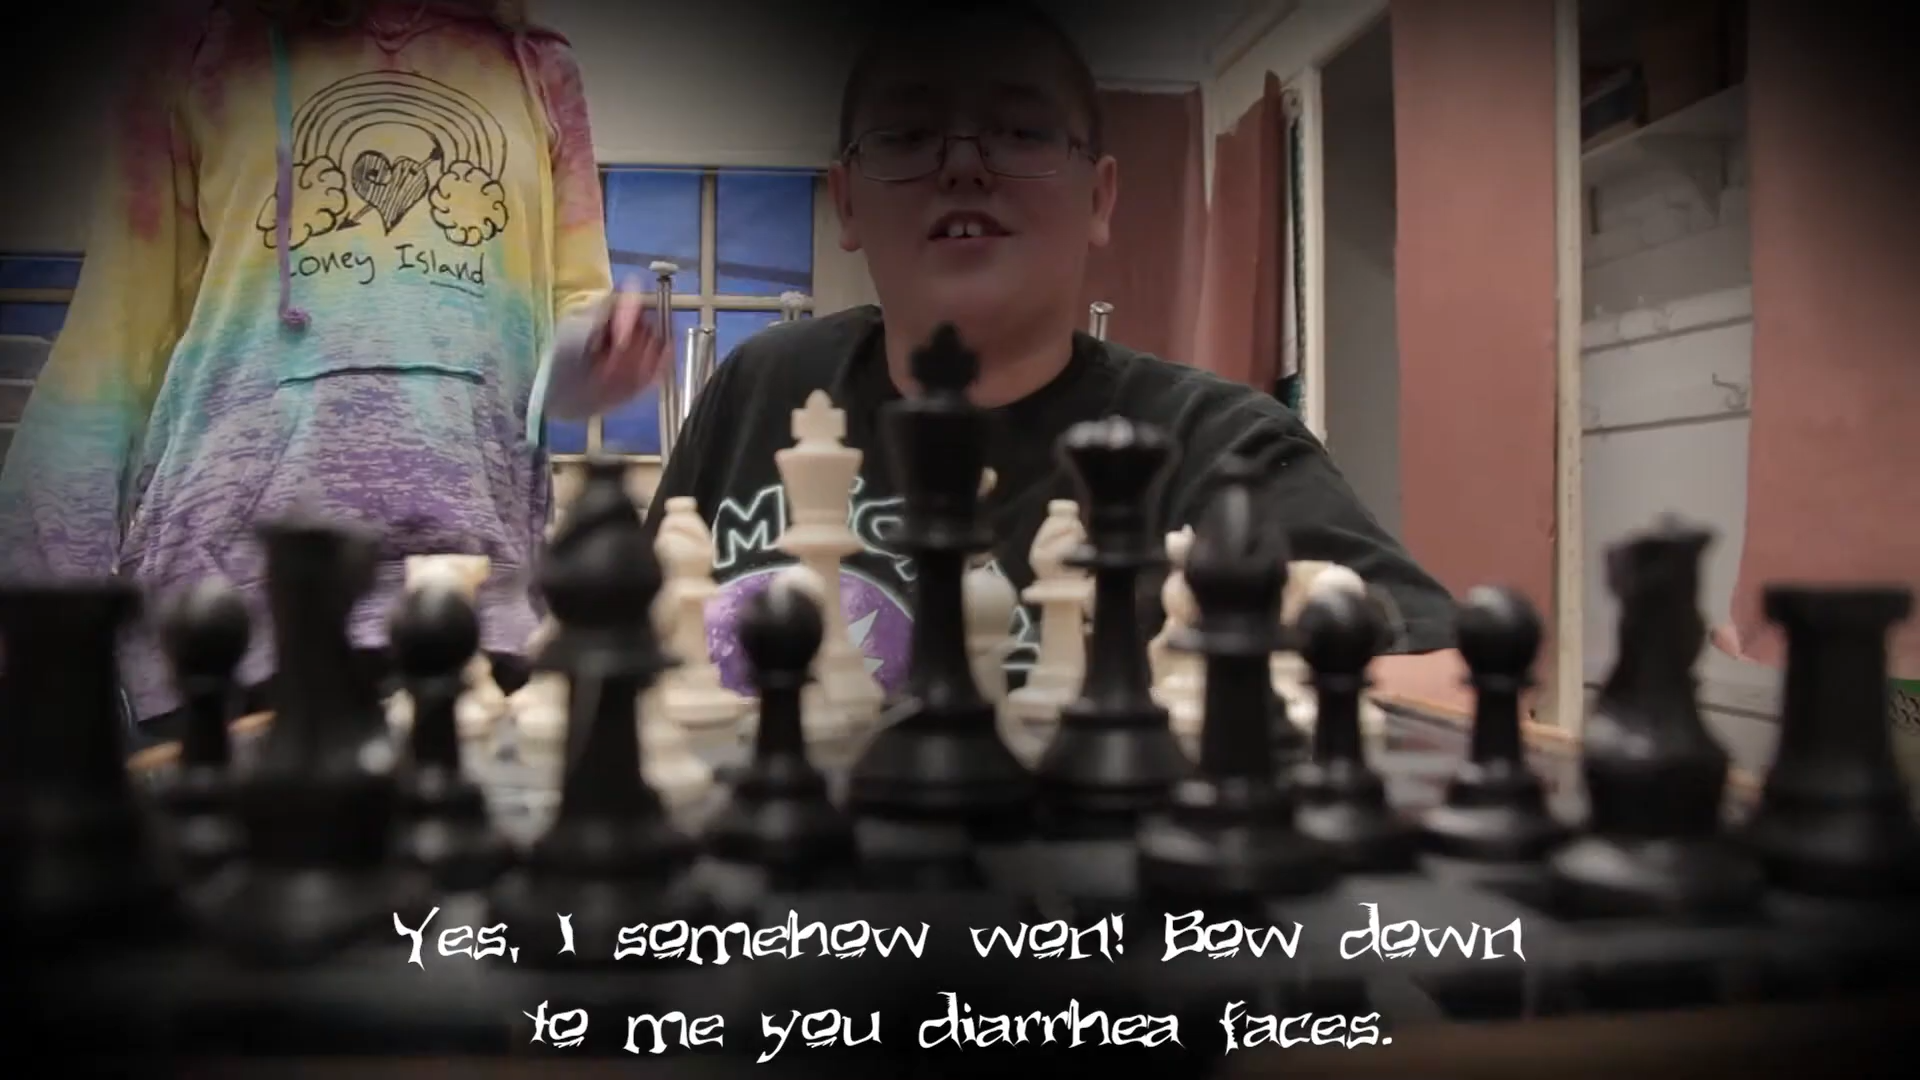 Coney Island
Yes, I somehow won! Bow down
to me you diarrhea faces.